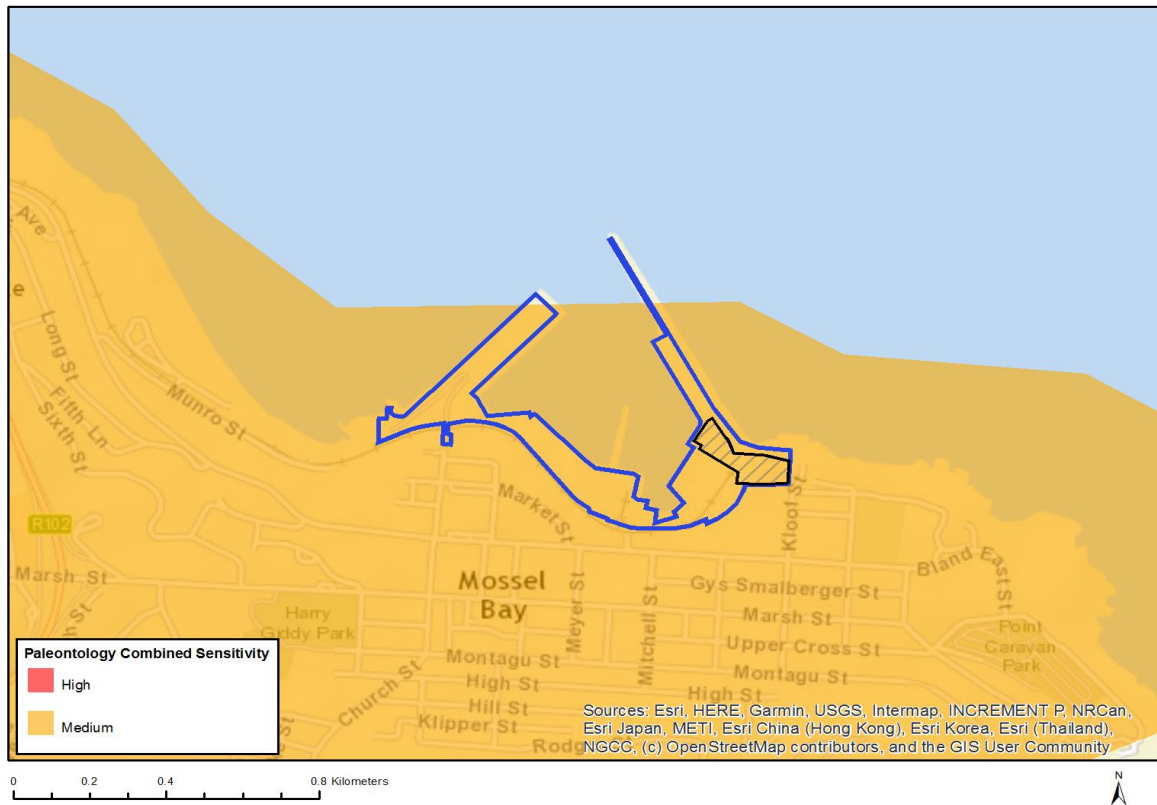 Ave
e
Long St
Fifth Ln
Sixth St
Munro St
R102
Marsh St
Market St
Kloof St
Mossel
Bay
Meyer St
Mitchell St
Gys Smalberger St
Bland East St
Marsh St
Harry
Giddy Park
Upper Cross St
Point
Caravan
Park
Montagu St
Montagu St
High St
High St
Church St
Hill St
Klipper St
Paleontology Combined Sensitivity
High
Medium
Sources: Esri, HERE, Garmin, USGS, Intermap, INCREMENT P, NRCan,
Esri Japan, METI, Esri China (Hong Kong), Esri Korea, Esri (Thailand),
NGCC, (c) OpenStreetMap contributors, and the GIS User Community
0 0.2 0.4 0.8 Kilometers
N